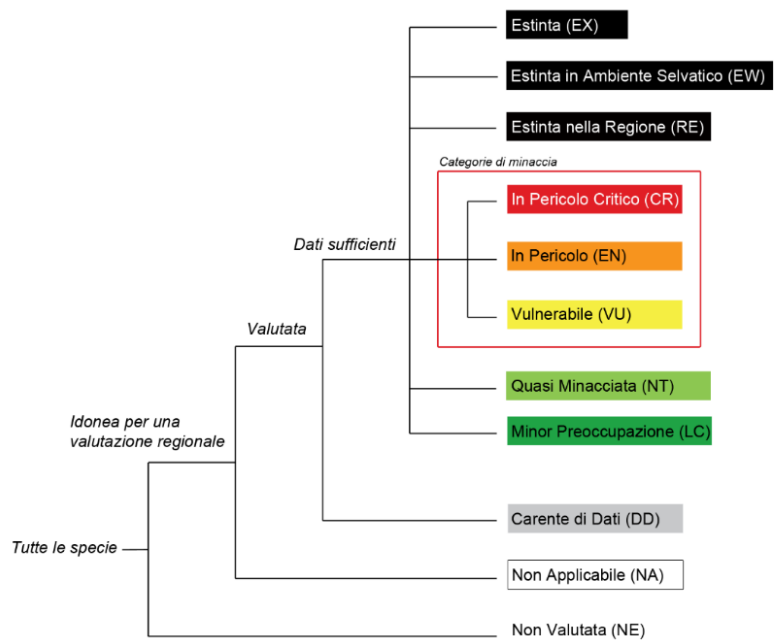 Estinta (EX)
Estinta in Ambiente Selvatico (EW)
Estinta nella Regione (RE)
Categorie di minaccia
In Pericolo Critico (CR)
Dati sufficienti
In Pericolo (EN)
Vulnerabile (VU)
Valutata
Quasi Minacciata (NT)
Idonea per una
valutazione regionale
Minor Preoccupazione (LC)
Carente di Dati (DD)
Tutte le specie
Non Applicabile (NA)
Non Valutata (NE)